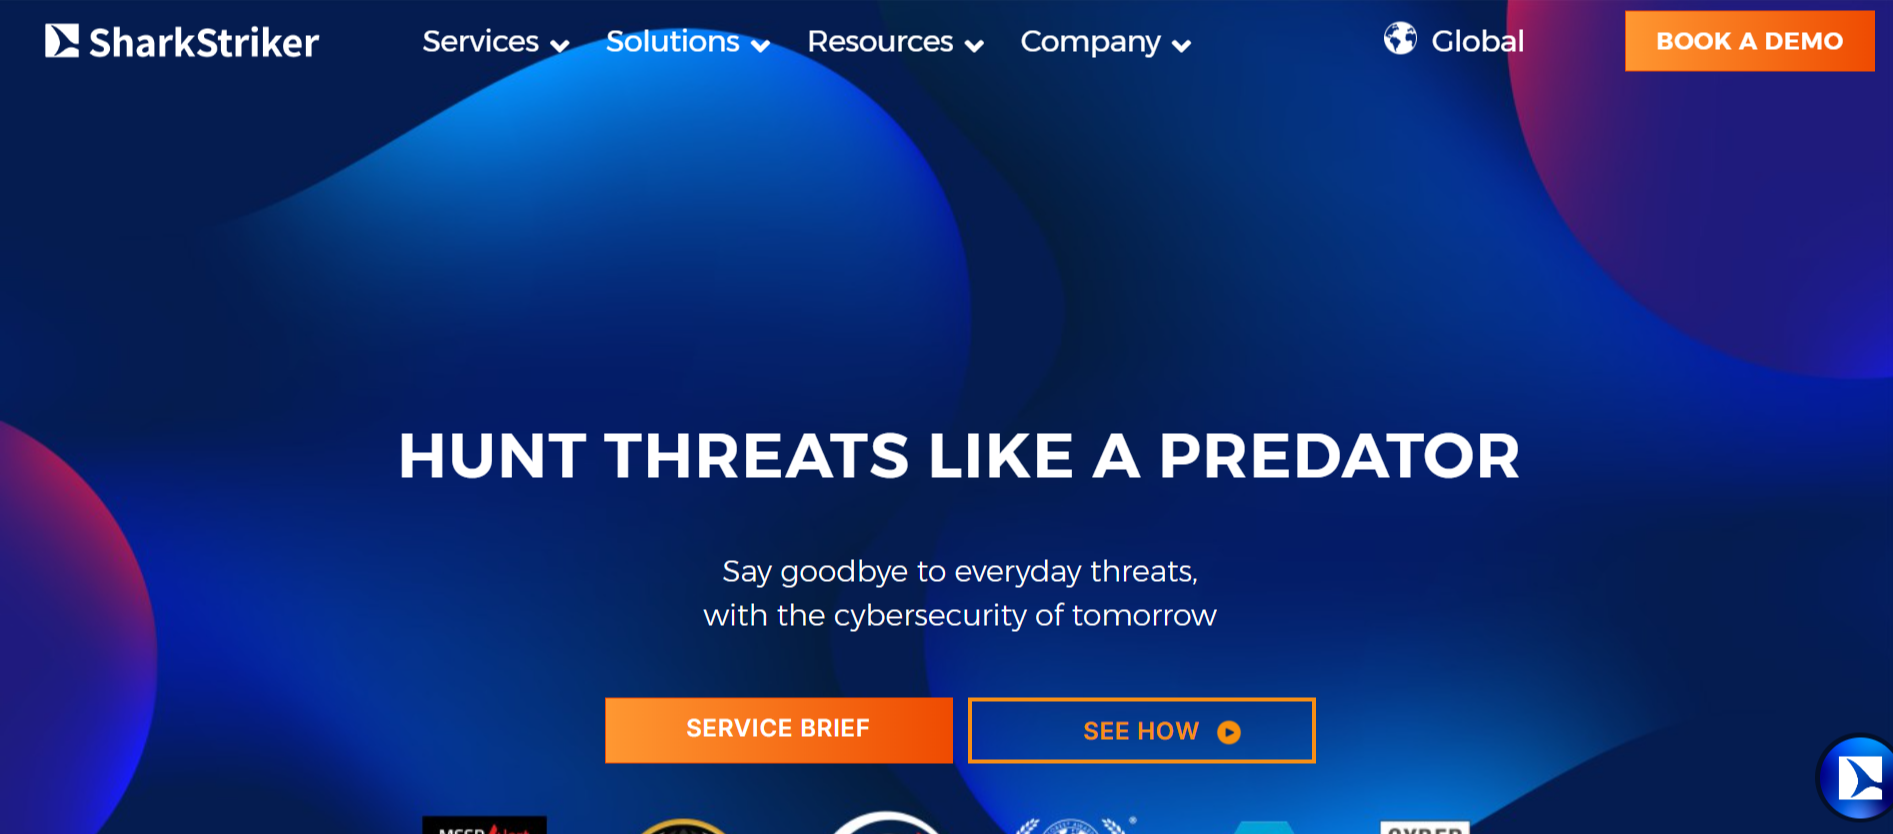 SharkStriker
Services
Solutions
Resources
Company
Global
BOOK A DEMO
HUNT THREATS LIKE A PREDATOR
Say goodbye to everyday threats,
with the cybersecurity of tomorrow
SERVICE BRIEF
SEE HOW